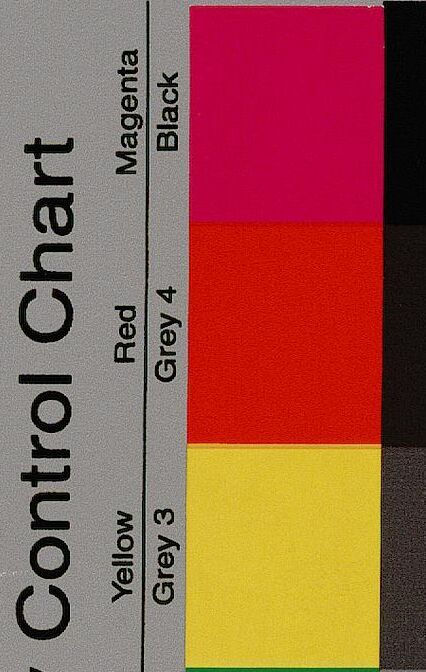 Control Chart
Yellow Red Magenta
Grey 3 Grey 4 Black